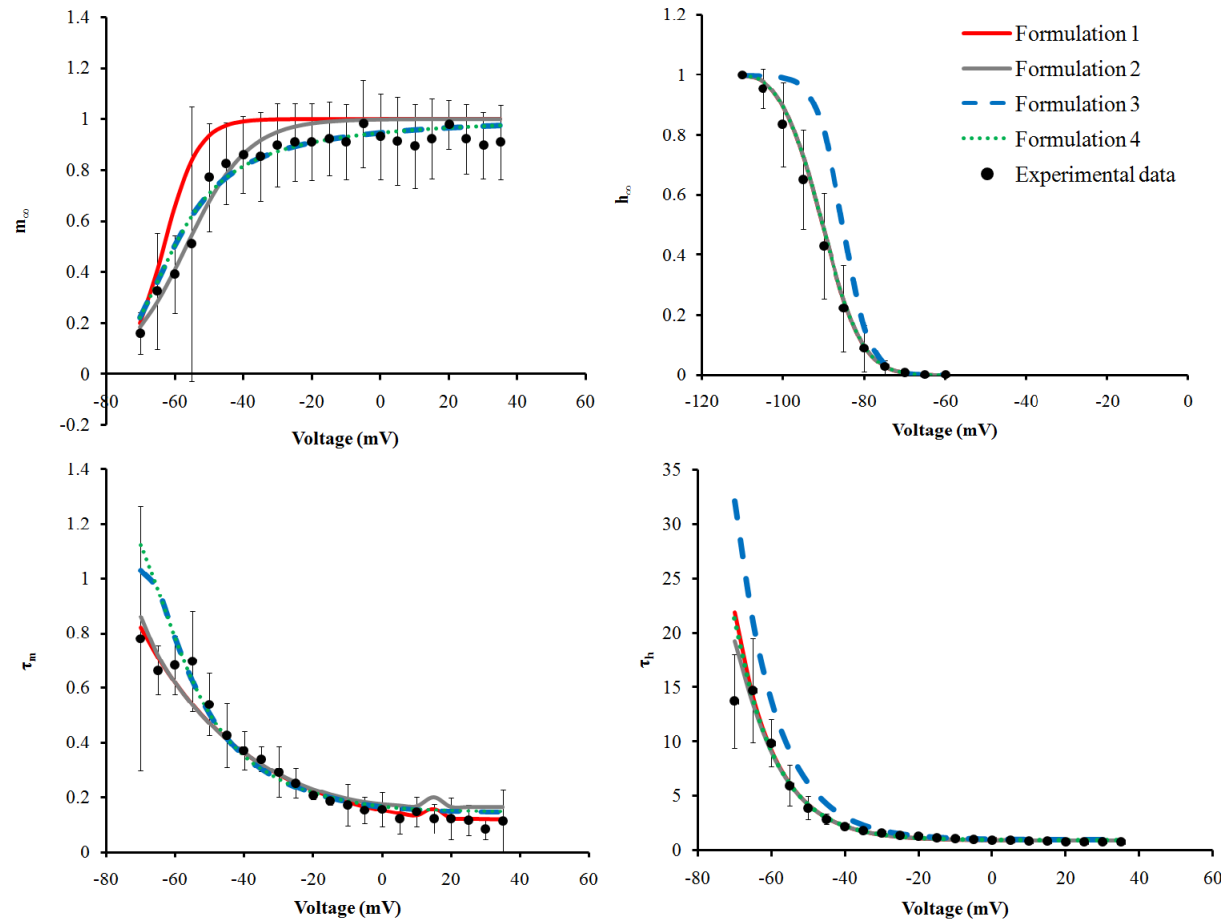 1.4
1.2
1
0.8
0.6
0.4
0.2
0
-0.2
-80 -60 -40 -20 0 20 40 60
m∞
Voltage (mV)
1
0.8
0.6
0.4
0.2
0
-120 -100 -80 -60 -40 -20 0
h∞
Voltage (mV)
Formulation 1
Formulation 2
Formulation 3
Formulation 4
Experimental data
1.4
1.2
1
0.8
0.6
0.4
0.2
0
-80 -60 -40 -20 0 20 40 60
τm
Voltage (mV)
35
30
25
20
15
10
5
0
-80 -60 -40 -20 0 20 40 60
τh
Voltage (mV)